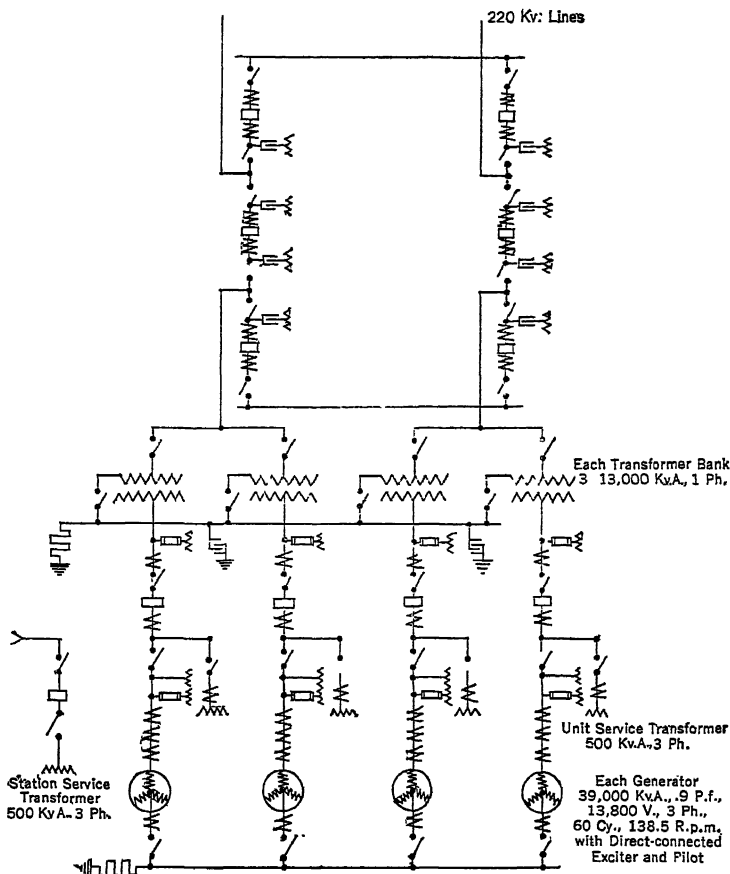 220 Kv: Lines
Each Transformer Bank
3 13,000 Kv.A., 1 Ph.
Unit Service Transformer
500 Kv.A., 3 Ph.
Station Service
Transformer
500 Kv A.. 3 Ph.
Each Generator
39,000 Kv.A., .9 P.f.,
13,800 V., 3 Ph.,
60 Cy., 138.5 R.p.m.
with Direct-connected
Exciter and Pilot